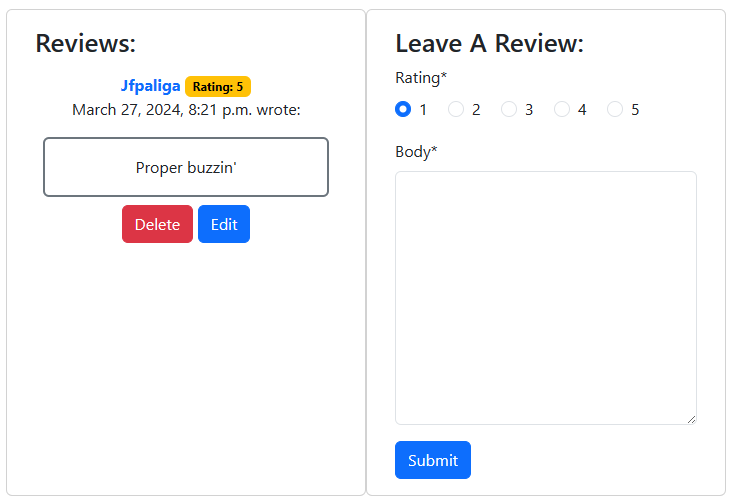 Reviews:
Jfpaliga Rating: 5
March 27, 2024, 8:21 p.m. wrote:
Proper buzzin'
Delete Edit
Leave A Review:
Rating*
1 2 3 4 5
Body*
Submit